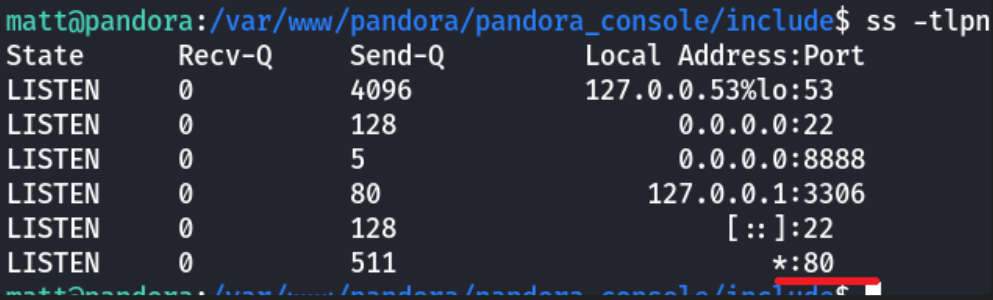 matt@pandora:/var/www/pandora/pandora_console/include$ ss -tlpn
State Recv-Q Send-Q Local Address:Port
LISTEN 0 4096 127.0.0.53%lo:53
LISTEN 0 128 0.0.0.0:22
LISTEN 0 5 0.0.0.0:8888
LISTEN 0 80 127.0.0.1:3306
LISTEN 0 128 [::]:22
LISTEN 0 511 *:80
matt@pandora:/var/www/pandora/pandora_console/include$